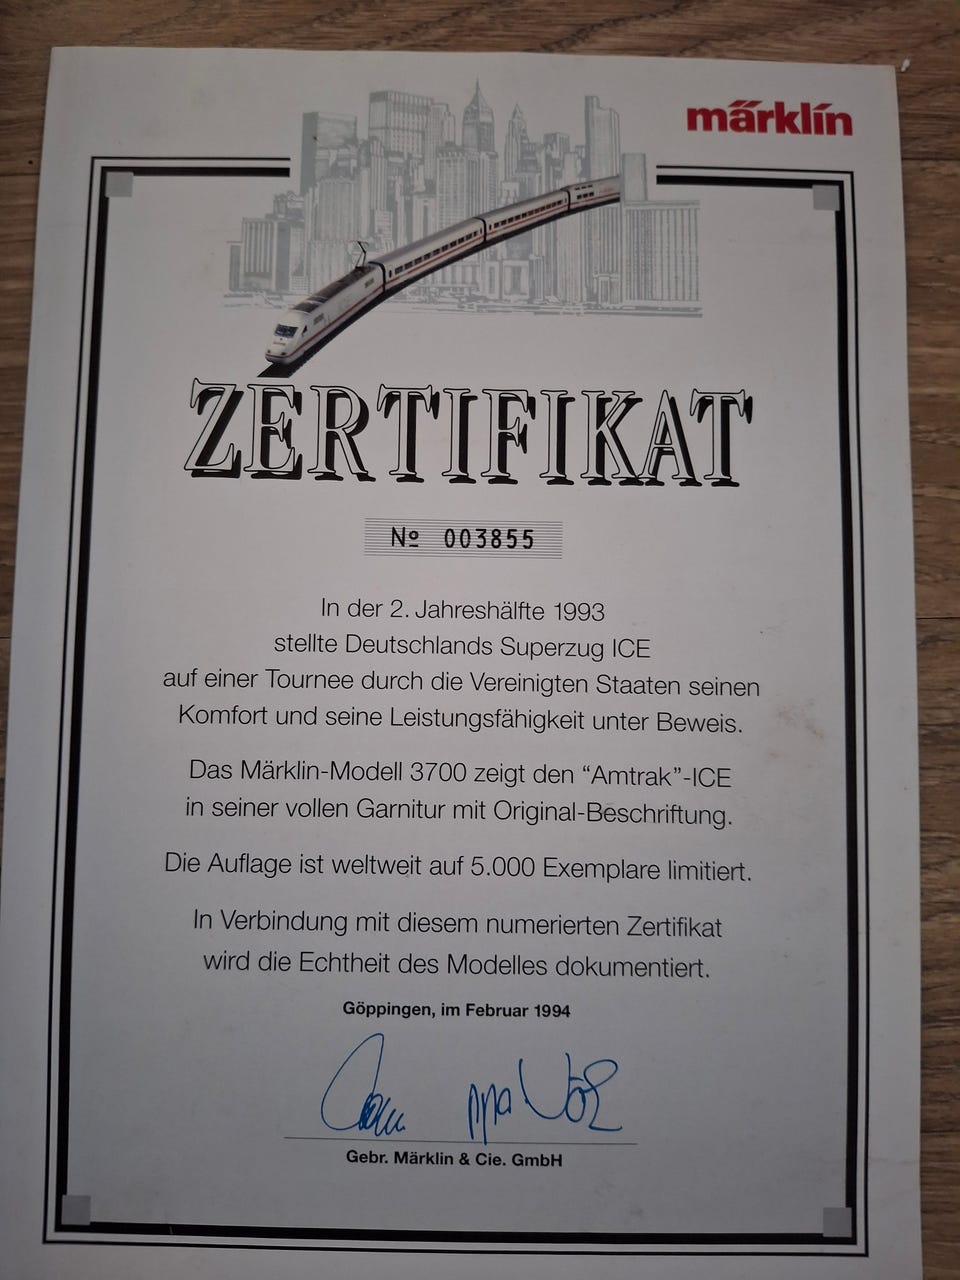 märklin
ZERTIFIKAT
Nº 003855
In der 2. Jahreshälfte 1993
stellte Deutschlands Superzug ICE
auf einer Tournee durch die Vereinigten Staaten seinen
Komfort und seine Leistungsfähigkeit unter Beweis.
Das Märklin-Modell 3700 zeigt den “Amtrak”-ICE
in seiner vollen Garnitur mit Original-Beschriftung.
Die Auflage ist weltweit auf 5.000 Exemplare limitiert.
In Verbindung mit diesem numerierten Zertifikat
wird die Echtheit des Modelles dokumentiert.
Göppingen, im Februar 1994
ppa
Gebr. Märklin & Cie. GmbH